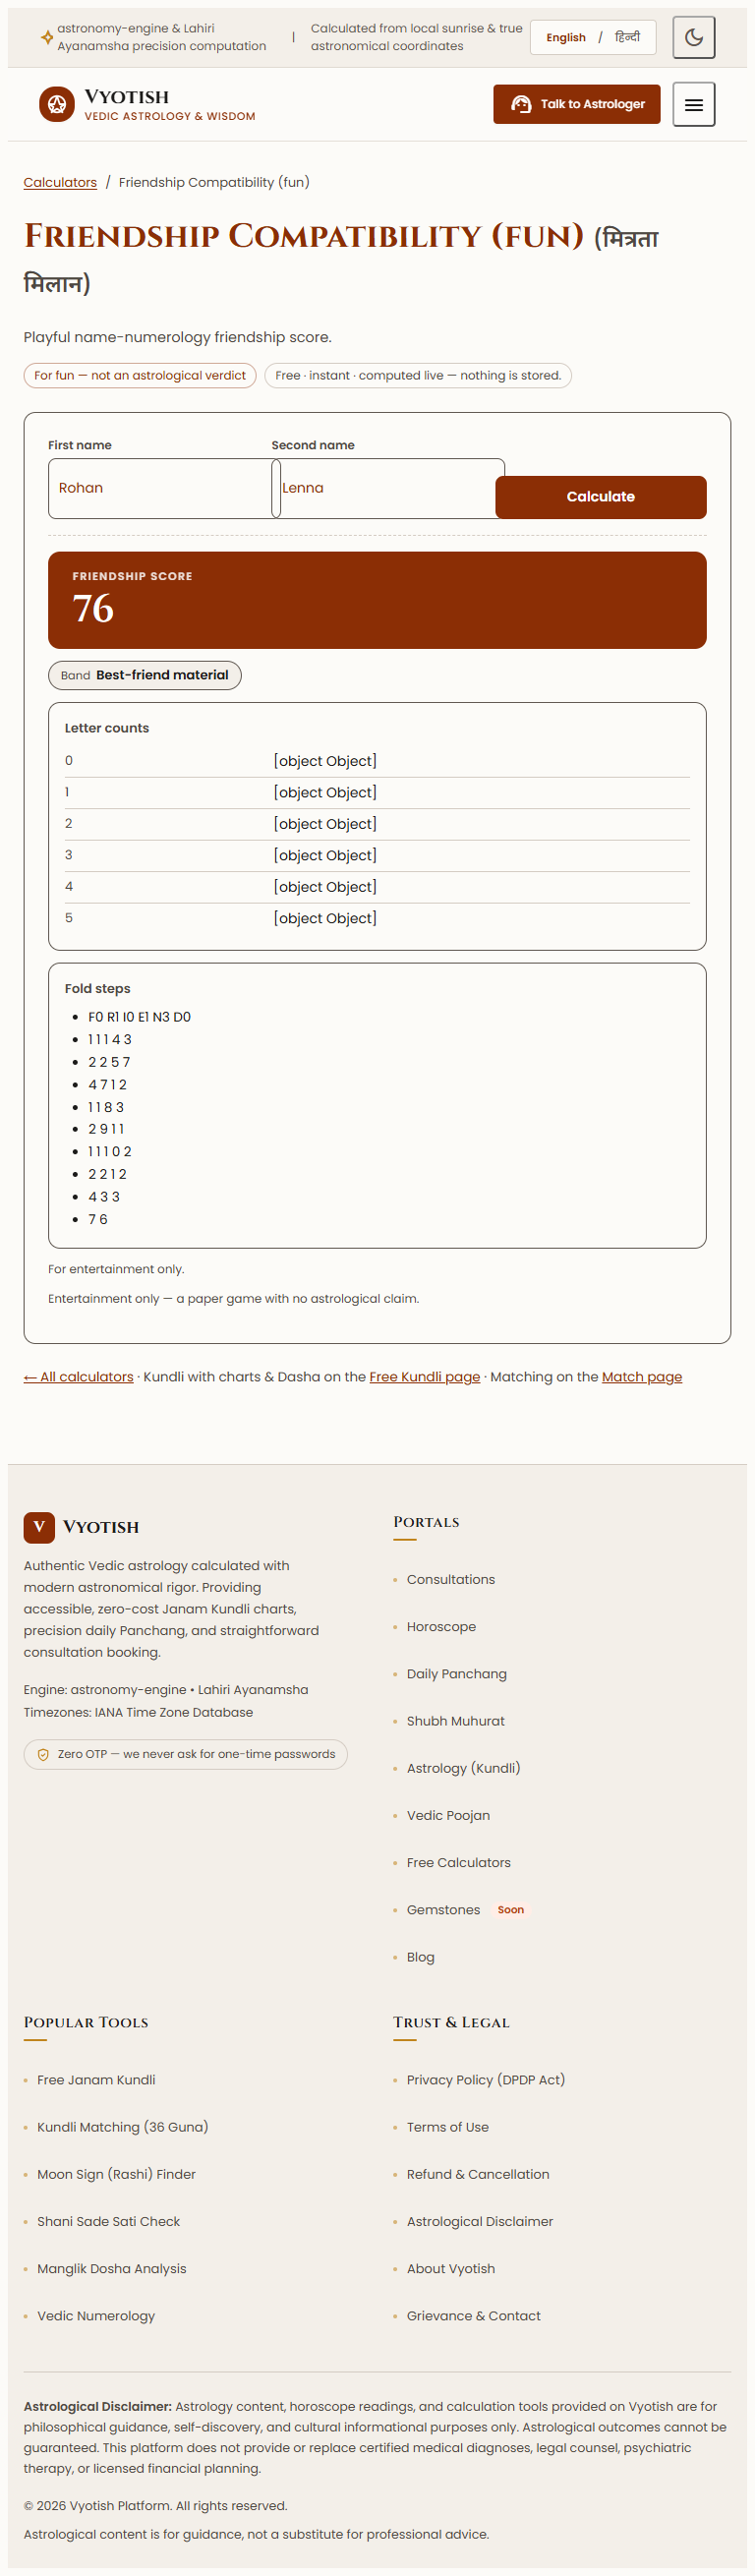 astronomy-engine & Lahiri
Ayanamsha precision computation
|
Calculated from local sunrise & true
astronomical coordinates
English / हिन्दी
Vyotish
VEDIC ASTROLOGY & WISDOM
Talk to Astrologer
Calculators / Friendship Compatibility (fun)
Friendship Compatibility (fun) (मित्रता
मिलान)
Playful name-numerology friendship score.
For fun — not an astrological verdict
Free · instant · computed live — nothing is stored.
First name
Second name
Rohan
Lenna
Calculate
FRIENDSHIP SCORE
76
Band Best-friend material
Letter counts
0 [object Object]
1 [object Object]
2 [object Object]
3 [object Object]
4 [object Object]
5 [object Object]
Fold steps
• F0 R1 I0 E1 N3 D0
• 1 1 1 4 3
• 2 2 5 7
• 4 7 1 2
• 1 1 8 3
• 2 9 1 1
• 1 1 1 0 2
• 2 2 1 2
• 4 3 3
• 7 6
For entertainment only.
Entertainment only — a paper game with no astrological claim.
← All calculators · Kundli with charts & Dasha on the Free Kundli page · Matching on the Match page
V Vyotish
Authentic Vedic astrology calculated with
modern astronomical rigor. Providing
accessible, zero-cost Janam Kundli charts,
precision daily Panchang, and straightforward
consultation booking.
Engine: astronomy-engine • Lahiri Ayanamsha
Timezones: IANA Time Zone Database
Zero OTP — we never ask for one-time passwords
Portals
Consultations
Horoscope
Daily Panchang
Shubh Muhurat
Astrology (Kundli)
Vedic Poojan
Free Calculators
Gemstones Soon
Blog
Popular Tools
Free Janam Kundli
Kundli Matching (36 Guna)
Moon Sign (Rashi) Finder
Shani Sade Sati Check
Manglik Dosha Analysis
Vedic Numerology
Trust & Legal
Privacy Policy (DPDP Act)
Terms of Use
Refund & Cancellation
Astrological Disclaimer
About Vyotish
Grievance & Contact
Astrological Disclaimer: Astrology content, horoscope readings, and calculation tools provided on Vyotish are for
philosophical guidance, self-discovery, and cultural informational purposes only. Astrological outcomes cannot be
guaranteed. This platform does not provide or replace certified medical diagnoses, legal counsel, psychiatric
therapy, or licensed financial planning.
© 2026 Vyotish Platform. All rights reserved.
Astrological content is for guidance, not a substitute for professional advice.